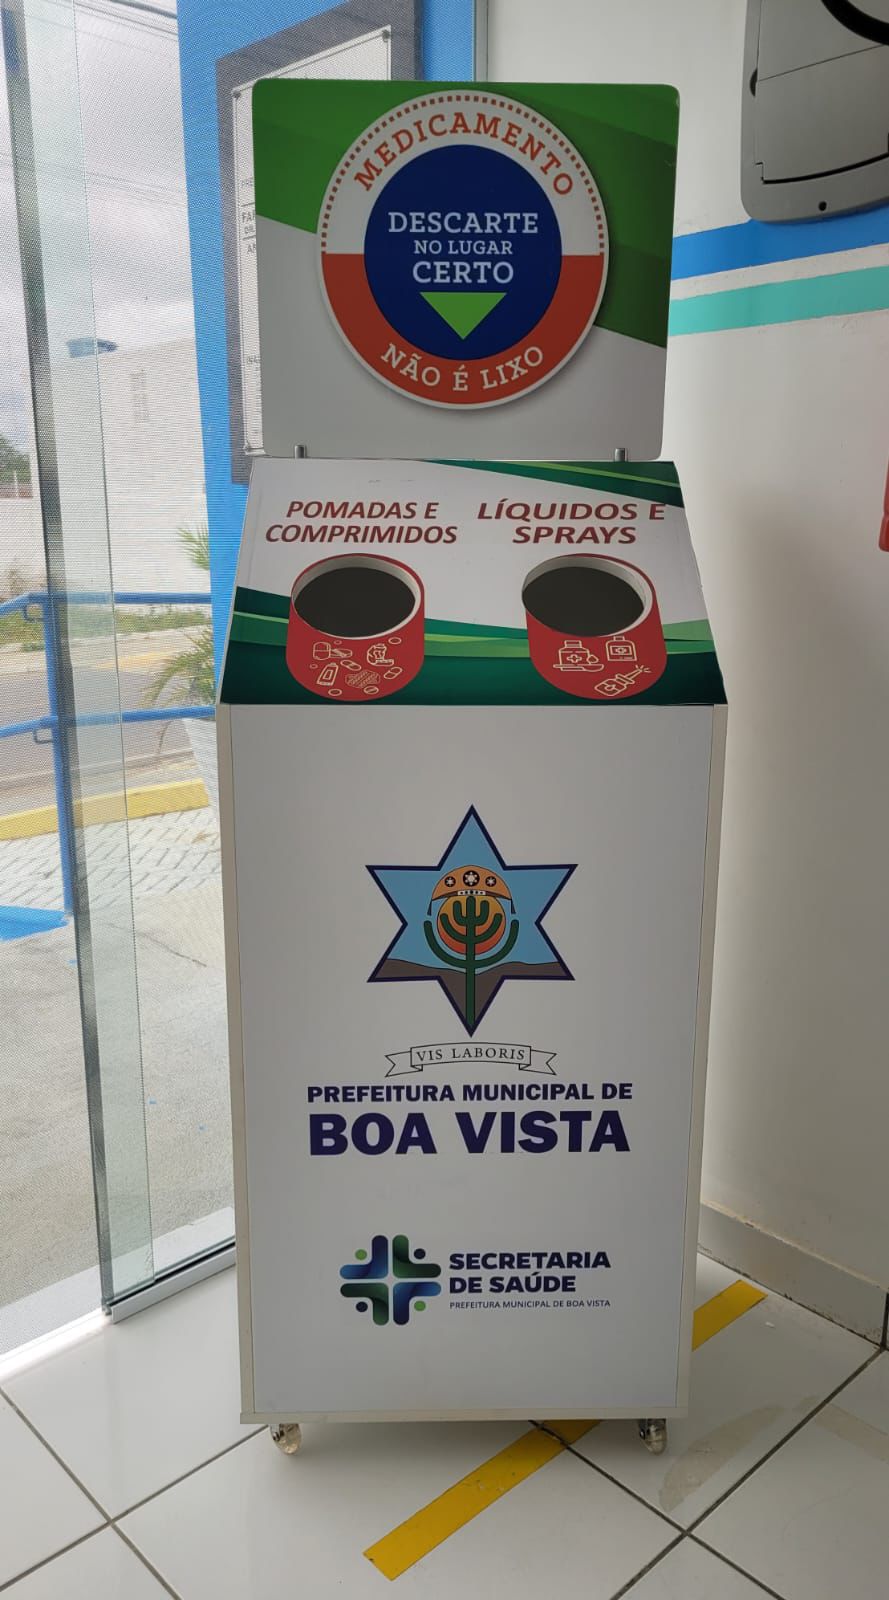 MEDICAMENTO
DESCARTE
NO LUGAR
CERTO
NÃO É LIXO
POMADAS E
COMPRIMIDOS
LÍQUIDOS E
SPRAYS
VIS LABORIS
PREFEITURA MUNICIPAL DE
BOA VISTA
SECRETARIA
DE SAÚDE
PREFEITURA MUNICIPAL DE BOA VISTA